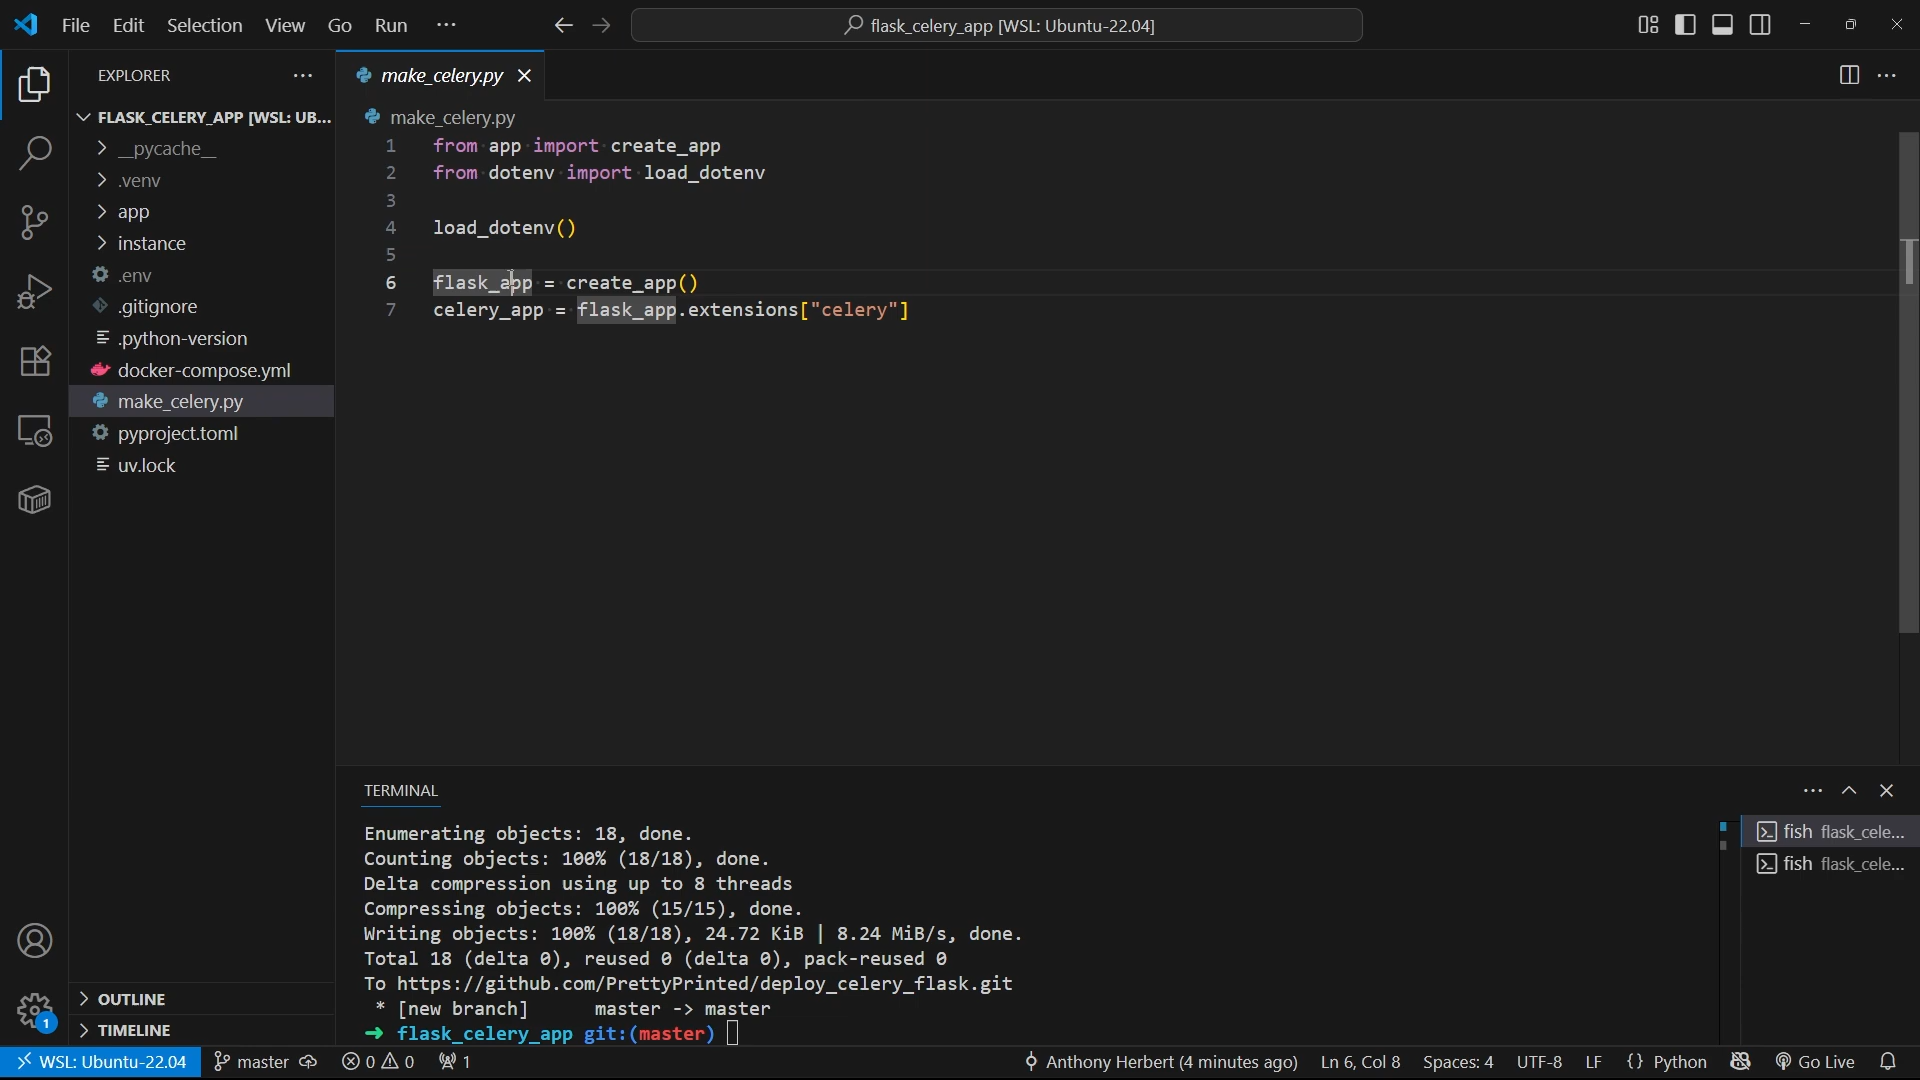 File Edit Selection View Go Run ···
flask_celery_app [WSL: Ubuntu-22.04]
EXPLORER
make_celery.py
FLASK_CELERY_APP [WSL: UB...
__pycache__
.venv
app
instance
.env
.gitignore
.python-version
docker-compose.yml
make_celery.py
pyproject.toml
uv.lock
OUTLINE
TIMELINE
make_celery.py
1 from app import create_app
2 from dotenv import load_dotenv
3
4 load_dotenv()
5
6 flask_app = create_app()
7 celery_app = flask_app.extensions["celery"]
TERMINAL
Enumerating objects: 18, done.
Counting objects: 100% (18/18), done.
Delta compression using up to 8 threads
Compressing objects: 100% (15/15), done.
Writing objects: 100% (18/18), 24.72 KiB | 8.24 MiB/s, done.
Total 18 (delta 0), reused 0 (delta 0), pack-reused 0
To https://github.com/PrettyPrinted/deploy_celery_flask.git
* [new branch] master -> master
➜ flask_celery_app git:(master)
fish flask_cele...
fish flask_cele...
1
WSL: Ubuntu-22.04 master 0 0 1 Anthony Herbert (4 minutes ago) Ln 6, Col 8 Spaces: 4 UTF-8 LF {} Python Go Live